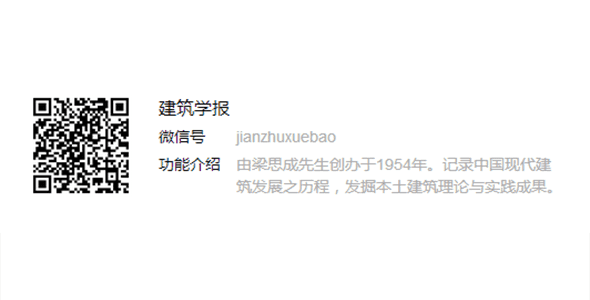 建筑学报
微信号 jianzhuxuebao
功能介绍 由梁思成先生创办于1954年。记录中国现代建
筑发展之历程，发掘本土建筑理论与实践成果。